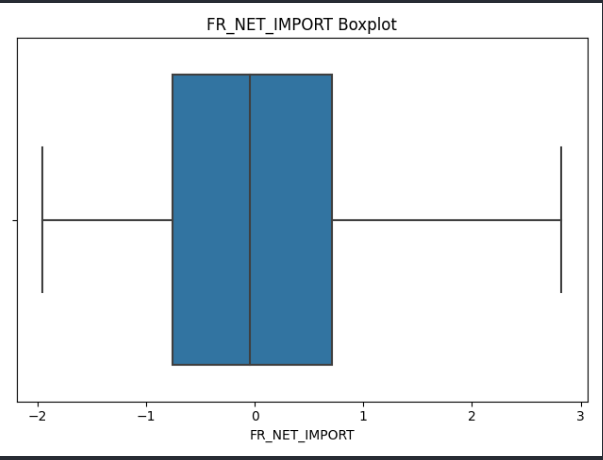 FR_NET_IMPORT Boxplot
−2 −1 0 1 2 3
FR_NET_IMPORT